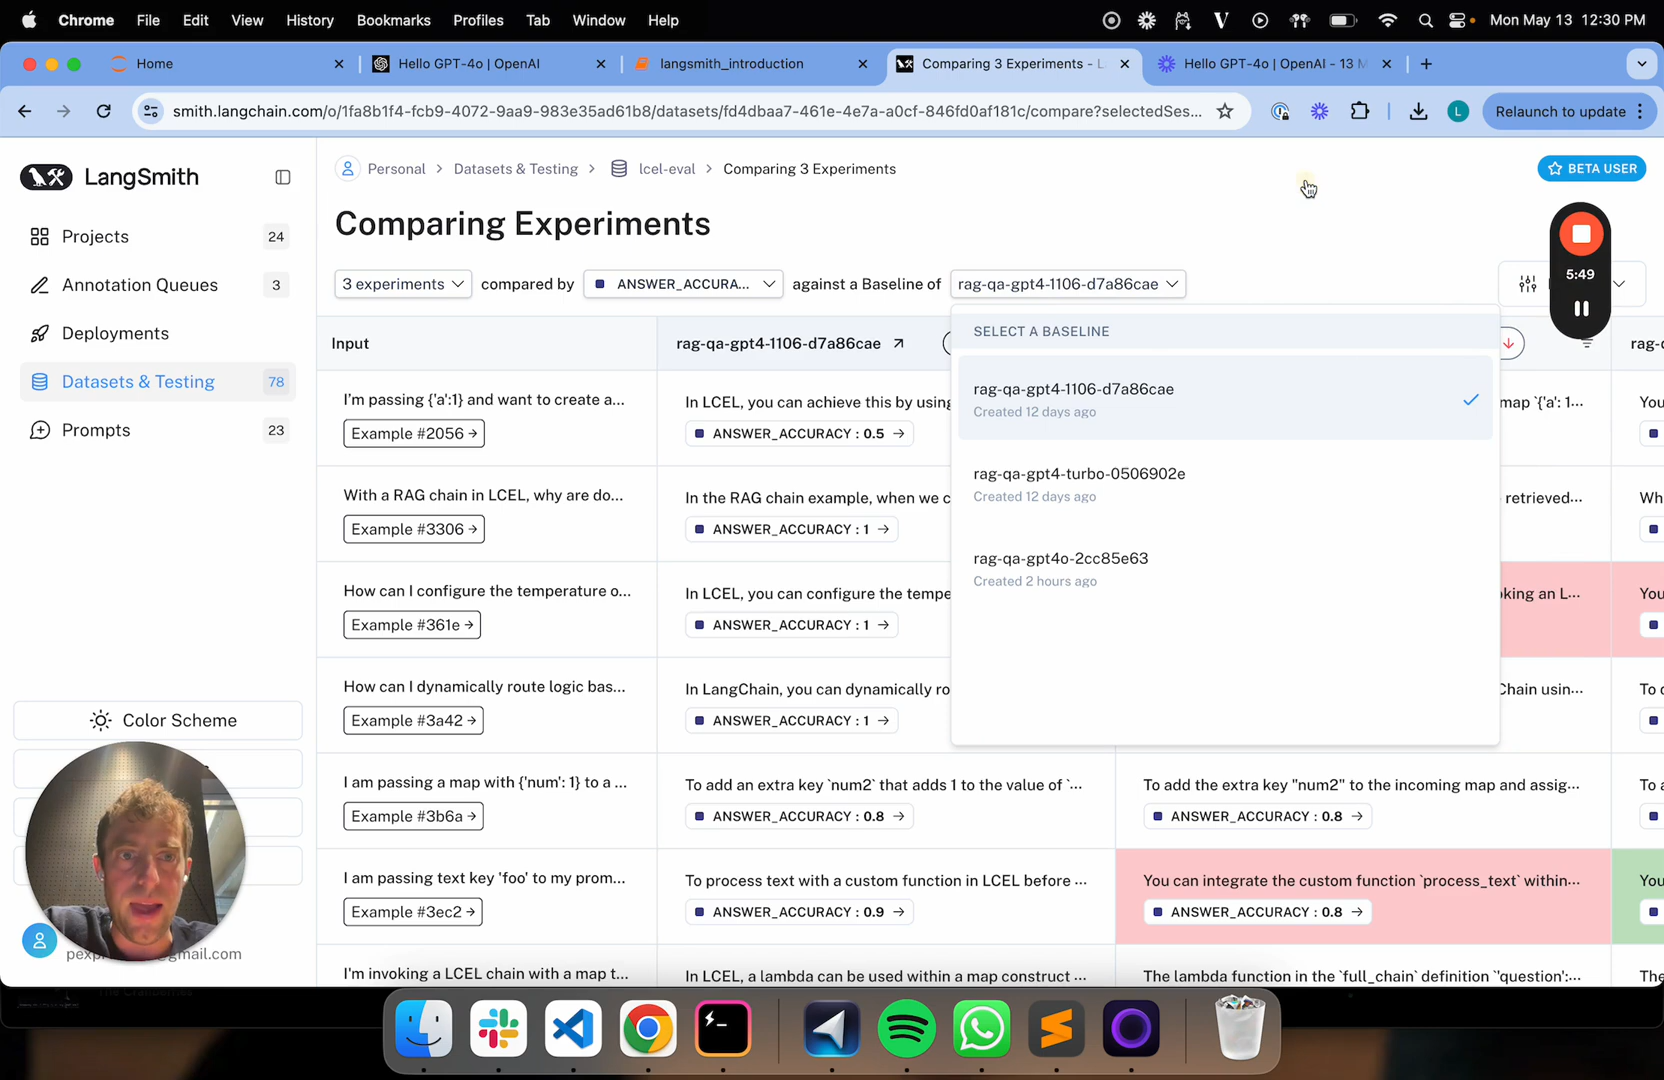 Chrome File Edit View History Bookmarks Profiles Tab Window Help
Mon May 13 12:30 PM
Home
Hello GPT-4o | OpenAI
langsmith_introduction
Comparing 3 Experiments - L
Hello GPT-4o | OpenAI - 13 M
smith.langchain.com/o/1fa8b1f4-fcb9-4072-9aa9-983e35ad61b8/datasets/fd4dbaa7-461e-4e7a-a0cf-846fd0af181c/compare?selectedSes...
L
Relaunch to update
LangSmith
Projects 24
Annotation Queues 3
Deployments
Datasets & Testing 78
Prompts 23
Color Scheme
Personal > Datasets & Testing > lcel-eval > Comparing 3 Experiments
BETA USER
5:49
Comparing Experiments
3 experiments compared by ANSWER_ACCURA... against a Baseline of rag-qa-gpt4-1106-d7a86cae
SELECT A BASELINE
rag-qa-gpt4-1106-d7a86cae
Created 12 days ago
rag-qa-gpt4-turbo-0506902e
Created 12 days ago
rag-qa-gpt4o-2cc85e63
Created 2 hours ago
Input
rag-qa-gpt4-1106-d7a86cae
I'm passing {'a':1} and want to create a...
Example #2056
In LCEL, you can achieve this by using
ANSWER_ACCURACY : 0.5
map `{'a': 1...
You
With a RAG chain in LCEL, why are do...
Example #3306
In the RAG chain example, when we c
ANSWER_ACCURACY : 1
retrieved...
Wh
How can I configure the temperature o...
Example #361e
In LCEL, you can configure the tempe
ANSWER_ACCURACY : 1
king an L...
You
How can I dynamically route logic bas...
Example #3a42
In LangChain, you can dynamically ro
ANSWER_ACCURACY : 1
Chain usin...
To
I am passing a map with {'num': 1} to a ...
Example #3b6a
To add an extra key `num2` that adds 1 to the value of `...
ANSWER_ACCURACY : 0.8
To add the extra key "num2" to the incoming map and assig...
ANSWER_ACCURACY : 0.8
To a
I am passing text key 'foo' to my prom...
Example #3ec2
To process text with a custom function in LCEL before ...
ANSWER_ACCURACY : 0.9
You can integrate the custom function `process_text` within...
ANSWER_ACCURACY : 0.8
You
I'm invoking a LCEL chain with a map t...
In LCEL, a lambda can be used within a map construct ...
The lambda function in the `full_chain` definition `'question':...
The
gmail.com